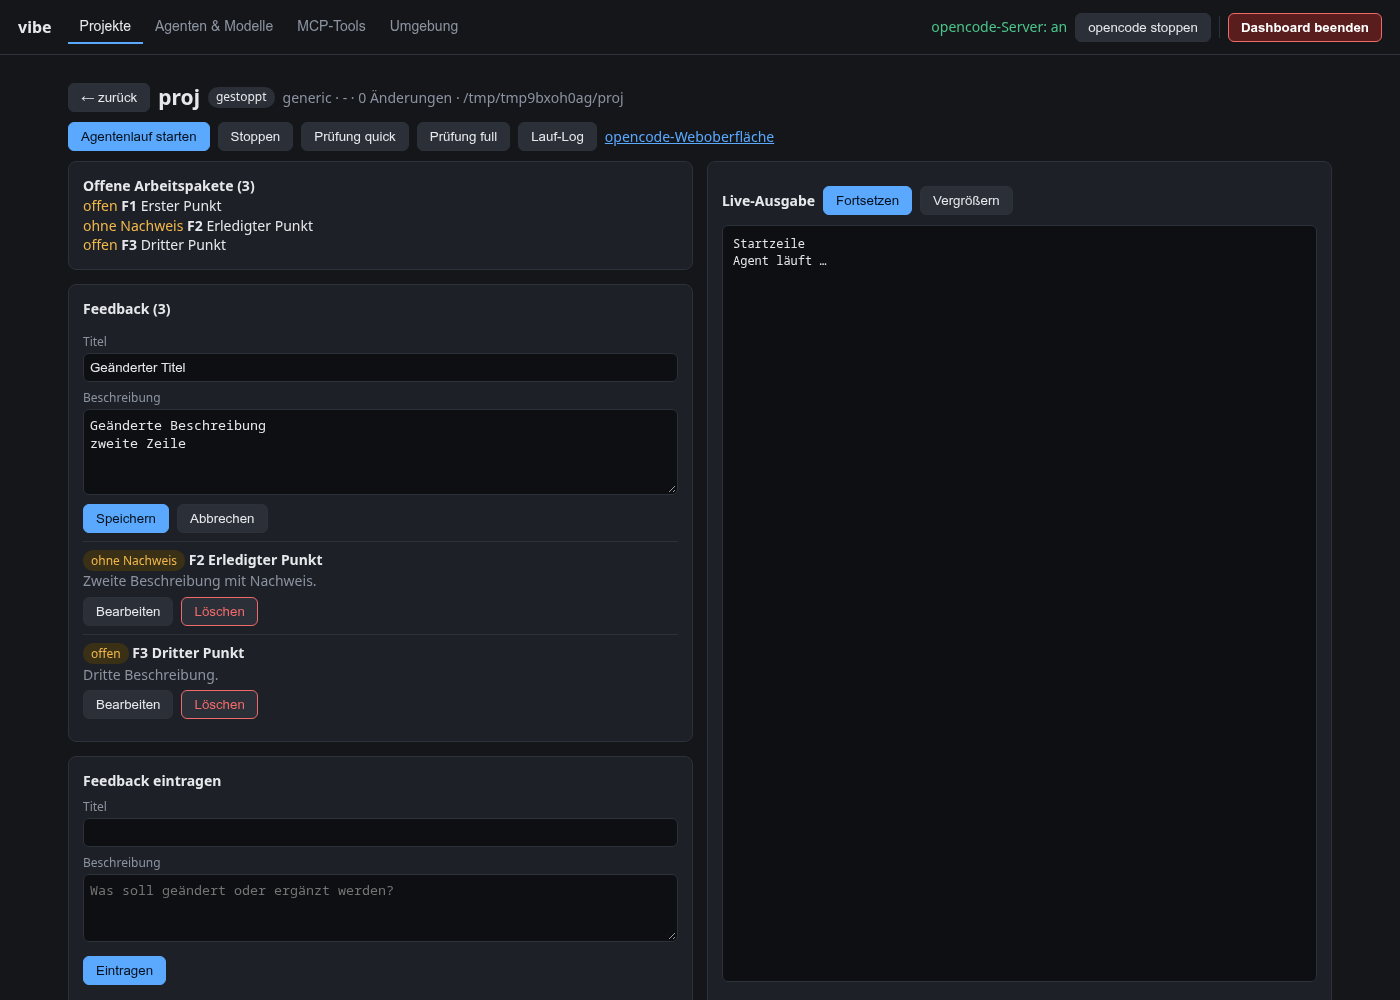 vibe Projekte Agenten & Modelle MCP-Tools Umgebung opencode-Server: an opencode stoppen Dashboard beenden
← zurück proj gestoppt generic · - · 0 Änderungen · /tmp/tmp9bxoh0ag/proj
Agentenlauf starten Stoppen Prüfung quick Prüfung full Lauf-Log opencode-Weboberfläche
Offene Arbeitspakete (3)
offen F1 Erster Punkt
ohne Nachweis F2 Erledigter Punkt
offen F3 Dritter Punkt
Feedback (3)
Titel
Geänderter Titel
Beschreibung
Geänderte Beschreibung
zweite Zeile
Speichern Abbrechen
ohne Nachweis F2 Erledigter Punkt
Zweite Beschreibung mit Nachweis.
Bearbeiten Löschen
offen F3 Dritter Punkt
Dritte Beschreibung.
Bearbeiten Löschen
Feedback eintragen
Titel
Beschreibung
Was soll geändert oder ergänzt werden?
Eintragen
Live-Ausgabe Fortsetzen Vergrößern
Startzeile
Agent läuft …